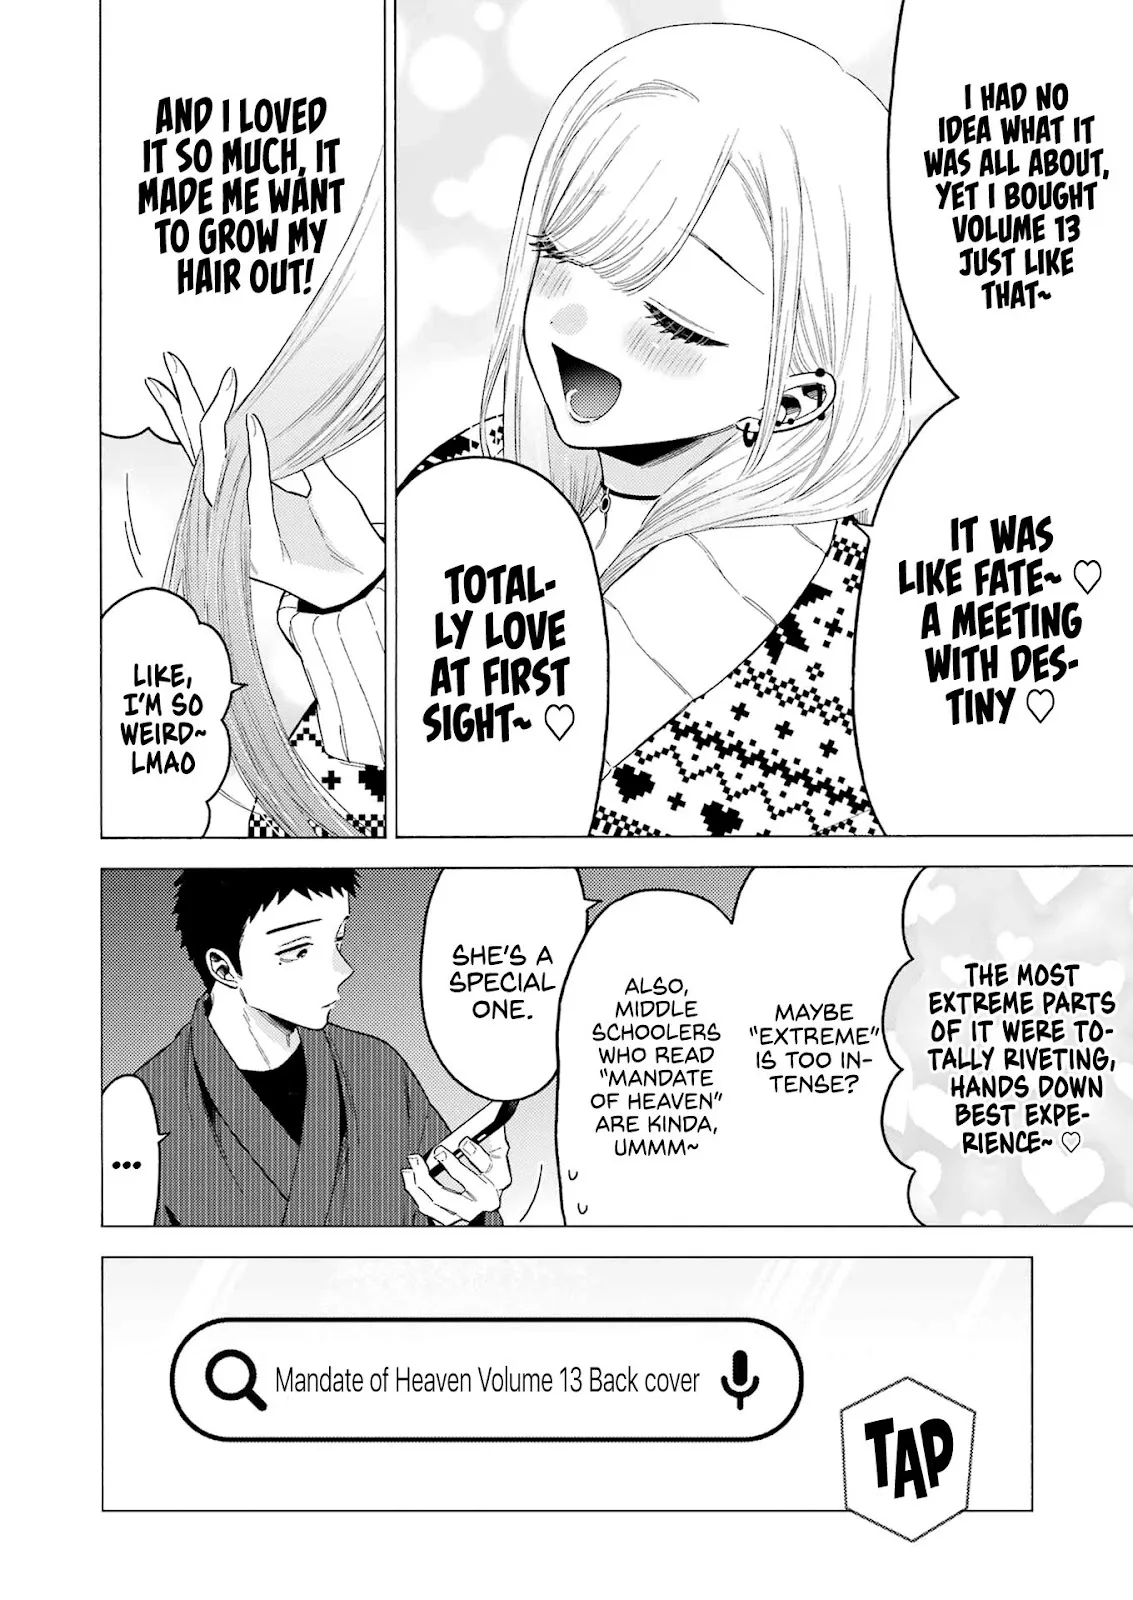 I HAD NO
IDEA WHAT IT
WAS ALL ABOUT,
YET I BOUGHT
VOLUME 13
JUST LIKE
THAT~
IT WAS
LIKE FATE~ ♡
A MEETING
WITH DES-
TINY ♡
TOTAL-
LY LOVE
AT FIRST
SIGHT~ ♡
AND I LOVED
IT SO MUCH, IT
MADE ME WANT
TO GROW MY
HAIR OUT!
LIKE,
I'M SO
WEIRD~
LMAO
THE MOST
EXTREME PARTS
OF IT WERE TO-
TALLY RIVETING,
HANDS DOWN
BEST EXPE-
RIENCE~ ♡
MAYBE
"EXTREME"
IS TOO IN-
TENSE?
ALSO,
MIDDLE
SCHOOLERS
WHO READ
"MANDATE
OF HEAVEN"
ARE KINDA,
UMMM~
SHE'S A
SPECIAL
ONE.
...
Mandate of Heaven Volume 13 Back cover
TAP